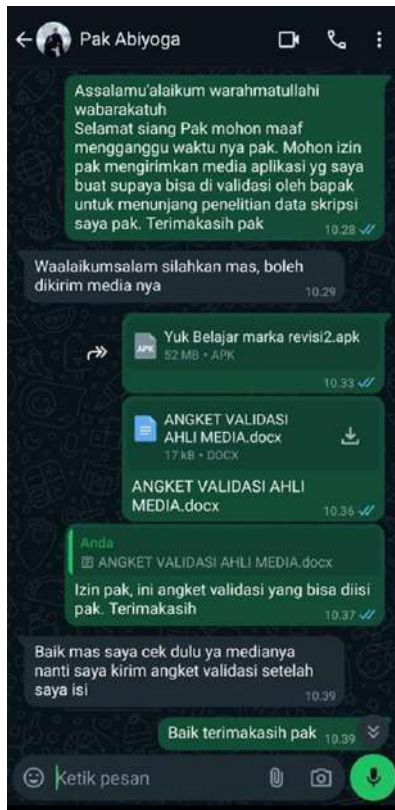 Pak Abiyoga
Assalamu'alaikum warahmatullahi
wabarakatuh
Selamat siang Pak mohon maaf
mengganggu waktu nya pak. Mohon izin
pak mengirimkan media aplikasi yg saya
buat supaya bisa di validasi oleh bapak
untuk menunjang penelitian data skripsi
saya pak. Terimakasih pak
10.28
Waalaikumsalam silahkan mas, boleh
dikirim media nya
10.29
Yuk Belajar marka revisi2.apk
APK
52 MB • APK
10.33
ANGKET VALIDASI
AHLI MEDIA.docx
17 kB • DOCX
ANGKET VALIDASI AHLI
MEDIA.docx
10.36
Anda
ANGKET VALIDASI AHLI MEDIA.docx
Izin pak, ini angket validasi yang bisa diisi
pak. Terimakasih
10.37
Baik mas saya cek dulu ya medianya
nanti saya kirim angket validasi setelah
saya isi
10.39
Baik terimakasih pak 10.39
Ketik pesan